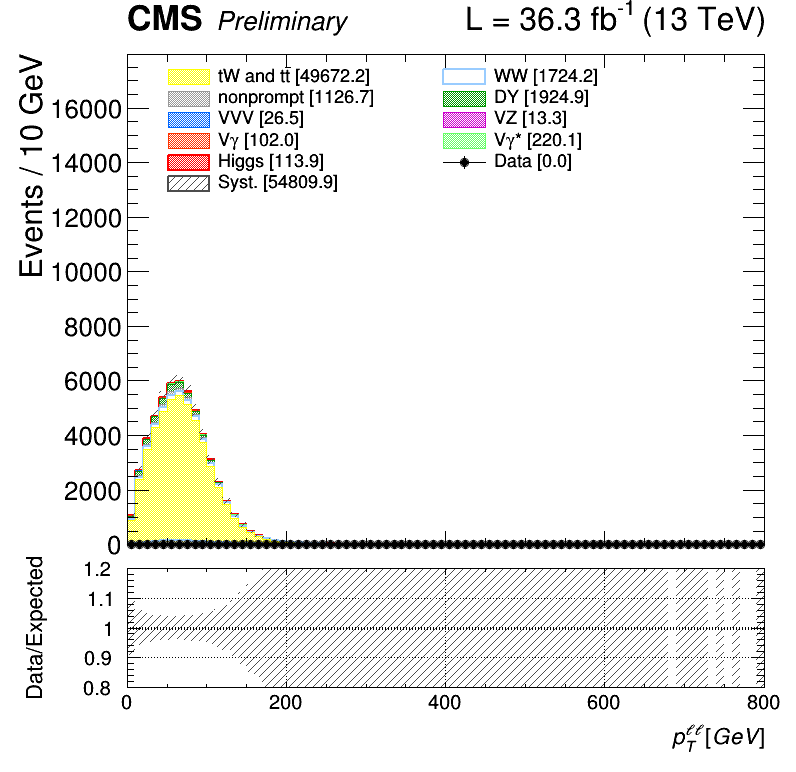 CMS Preliminary L = 36.3 fb⁻¹ (13 TeV)
Events / 10 GeV
tW and tt̄ [49672.2]
nonprompt [1126.7]
VVV [26.5]
Vγ [102.0]
Higgs [113.9]
Syst. [54809.9]
WW [1724.2]
DY [1924.9]
VZ [13.3]
Vγ* [220.1]
Data [0.0]
16000
14000
12000
10000
8000
6000
4000
2000
0
Data/Expected
1.2
1.1
1
0.9
0.8
0 200 400 600 800
p_T^{ℓℓ} [GeV]